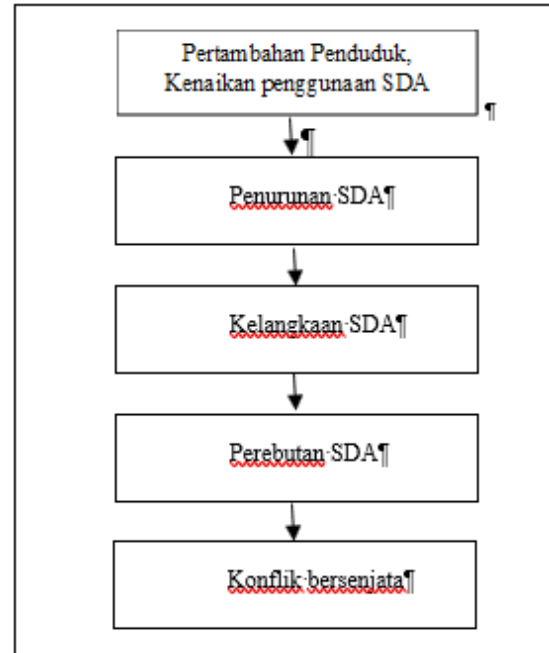 Pertambahan Penduduk,
Kenaikan penggunaan SDA
¶
¶
Penurunan·SDA¶
Kelangkaan·SDA¶
Perebutan·SDA¶
Konflik·bersenjata¶